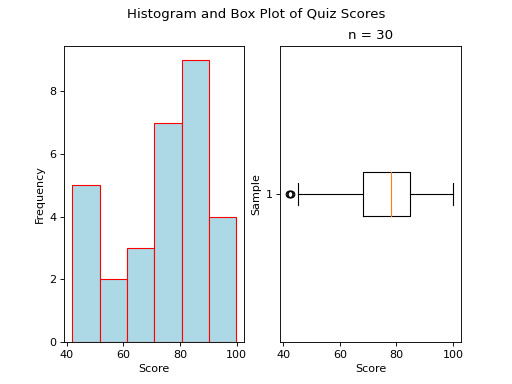 Histogram and Box Plot of Quiz Scores
n = 30
Frequency
8
6
4
2
0
40 60 80 100
Score
Sample
1
40 60 80 100
Score